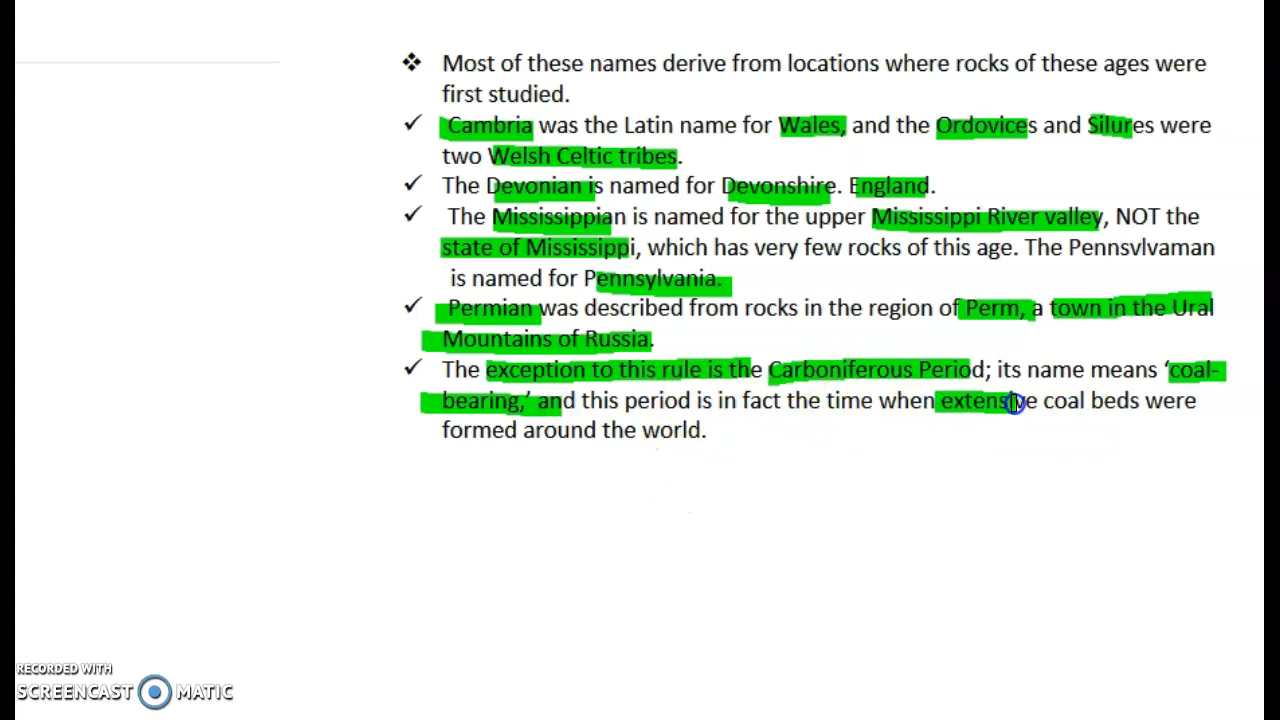 ❖ Most of these names derive from locations where rocks of these ages were
first studied.
✓ Cambria was the Latin name for Wales, and the Ordovices and Silures were
two Welsh Celtic tribes.
✓ The Devonian is named for Devonshire. England.
✓ The Mississippian is named for the upper Mississippi River valley, NOT the
state of Mississippi, which has very few rocks of this age. The Pennsvlvaman
is named for Pennsylvania.
✓ Permian was described from rocks in the region of Perm, a town in the Ural
Mountains of Russia.
✓ The exception to this rule is the Carboniferous Period; its name means ‘coal-
bearing,’ and this period is in fact the time when extensive coal beds were
formed around the world.
RECORDED WITH
SCREENCAST MATIC